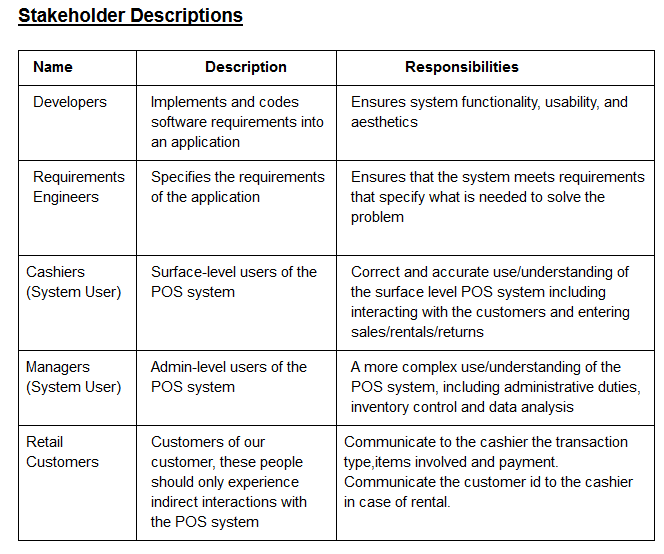 Stakeholder Descriptions
Name Description Responsibilities
Developers
Implements and codes
software requirements into
an application
Ensures system functionality, usability, and
aesthetics
Requirements
Engineers
Specifies the requirements
of the application
Ensures that the system meets requirements
that specify what is needed to solve the
problem
Cashiers
(System User)
Surface-level users of the
POS system
Correct and accurate use/understanding of
the surface level POS system including
interacting with the customers and entering
sales/rentals/returns
Managers
(System User)
Admin-level users of the
POS system
A more complex use/understanding of the
POS system, including administrative duties,
inventory control and data analysis
Retail
Customers
Customers of our
customer, these people
should only experience
indirect interactions with
the POS system
Communicate to the cashier the transaction
type,items involved and payment.
Communicate the customer id to the cashier
in case of rental.